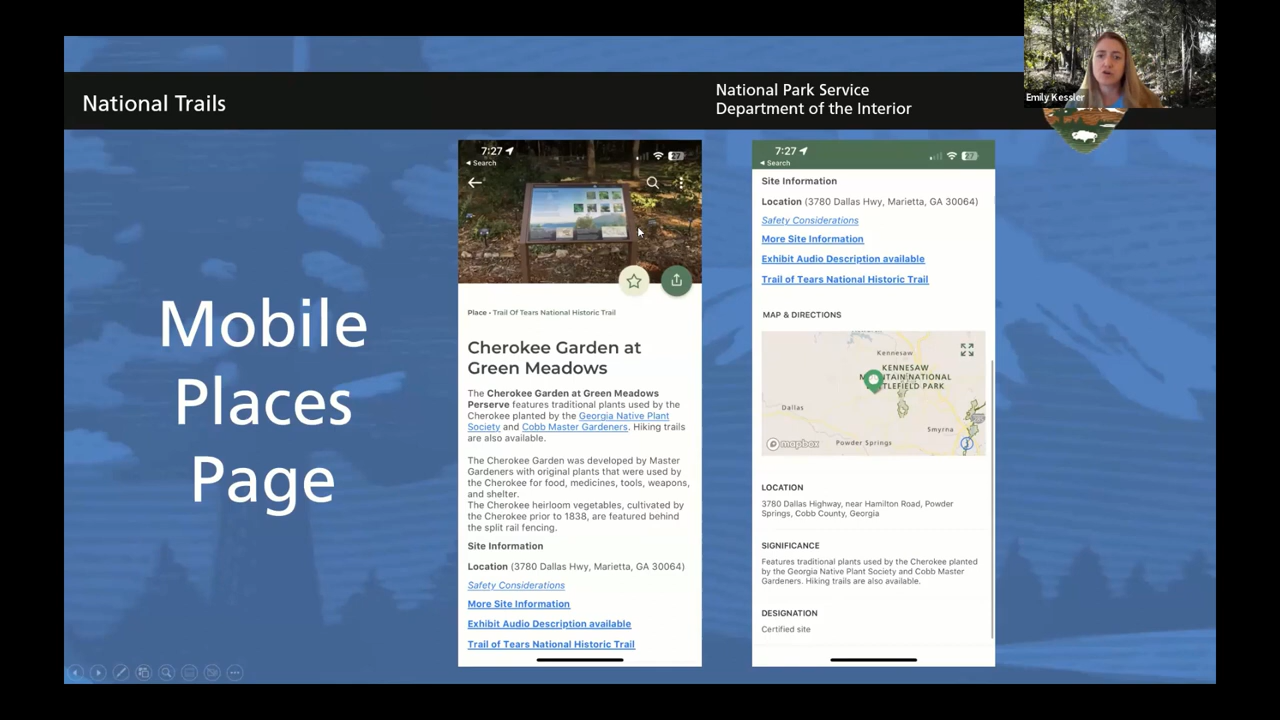 National Trails
National Park Service
Department of the Interior
Emily Kessler
Mobile
Places
Page
7:27
27
Search
Place - Trail Of Tears National Historic Trail
Cherokee Garden at
Green Meadows
The Cherokee Garden at Green Meadows
Perserve features traditional plants used by the
Cherokee planted by the Georgia Native Plant
Society and Cobb Master Gardeners. Hiking trails
are also available.
The Cherokee Garden was developed by Master
Gardeners with original plants that were used by
the Cherokee for food, medicines, tools, weapons,
and shelter.
The Cherokee heirloom vegetables, cultivated by
the Cherokee prior to 1838, are featured behind
the split rail fencing.
Site Information
Location (3780 Dallas Hwy, Marietta, GA 30064)
Safety Considerations
More Site Information
Exhibit Audio Description available
Trail of Tears National Historic Trail
7:27
27
Search
Site Information
Location (3780 Dallas Hwy, Marietta, GA 30064)
Safety Considerations
More Site Information
Exhibit Audio Description available
Trail of Tears National Historic Trail
MAP & DIRECTIONS
Kennesaw
KENNESAW
MOUNTAIN NATIONAL
BATTLEFIELD PARK
Dallas
Smyrna
Powder Springs
mapbox
LOCATION
3780 Dallas Highway, near Hamilton Road, Powder
Springs, Cobb County, Georgia
SIGNIFICANCE
Features traditional plants used by the Cherokee planted
by the Georgia Native Plant Society and Cobb Master
Gardeners. Hiking trails are also available.
DESIGNATION
Certified site